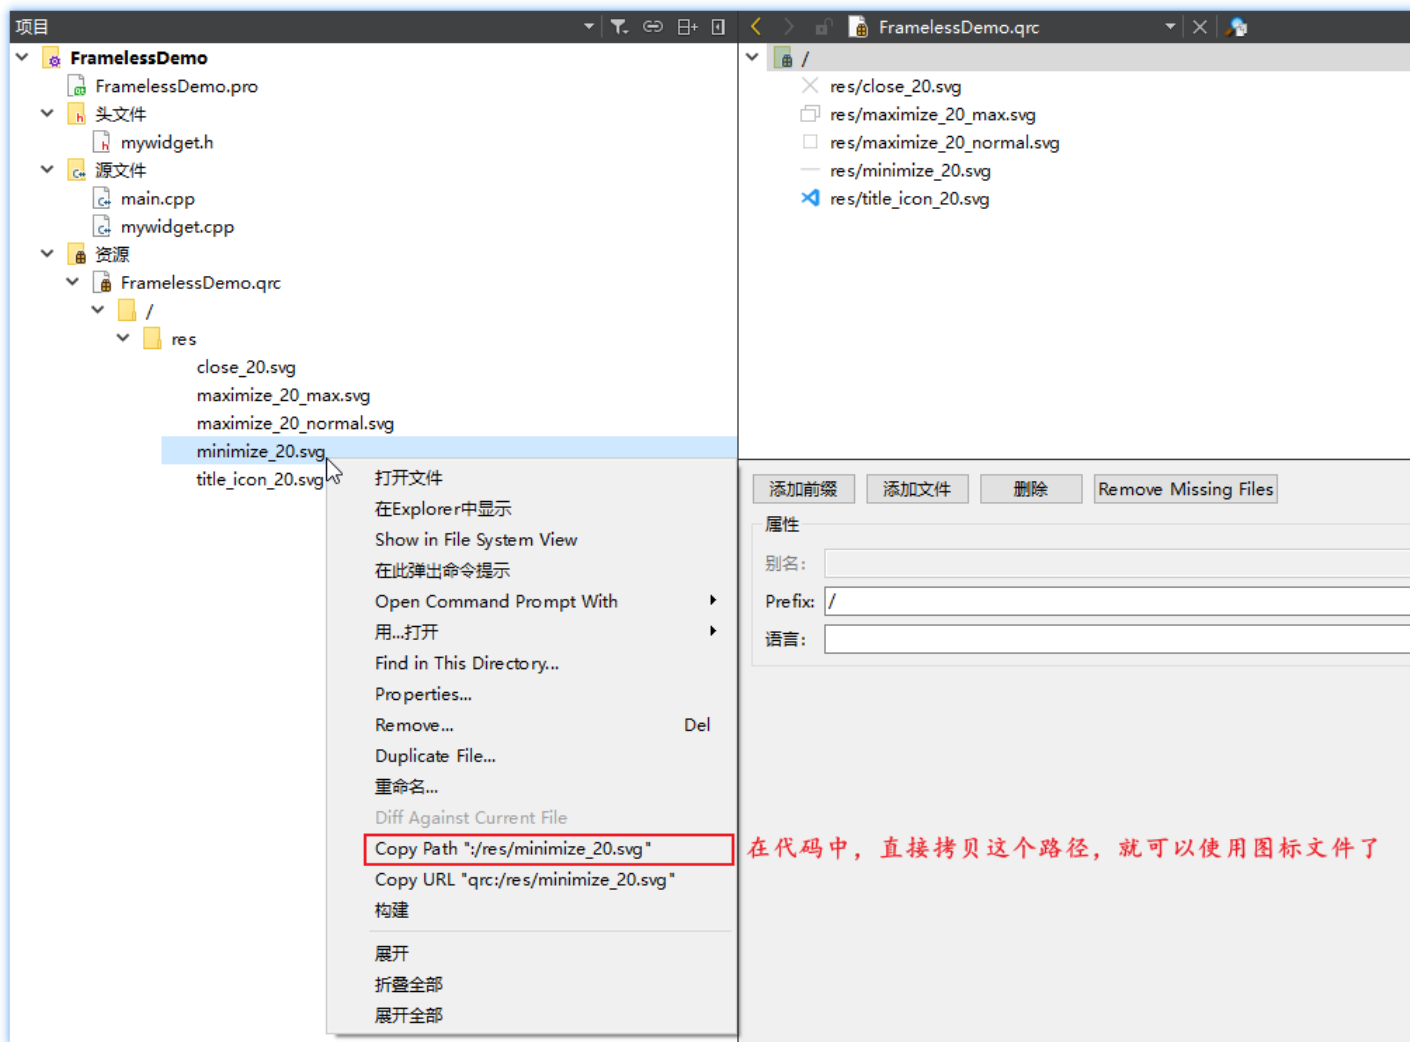 项目
FramelessDemo
FramelessDemo.pro
头文件
mywidget.h
源文件
main.cpp
mywidget.cpp
资源
FramelessDemo.qrc
/
res
close_20.svg
maximize_20_max.svg
maximize_20_normal.svg
minimize_20.svg
title_icon_20.svg
打开文件
在Explorer中显示
Show in File System View
在此弹出命令提示
Open Command Prompt With
用...打开
Find in This Directory...
Properties...
Remove... Del
Duplicate File...
重命名...
Diff Against Current File
Copy Path ":/res/minimize_20.svg"
Copy URL "qrc:/res/minimize_20.svg"
构建
展开
折叠全部
展开全部
FramelessDemo.qrc
/
res/close_20.svg
res/maximize_20_max.svg
res/maximize_20_normal.svg
res/minimize_20.svg
res/title_icon_20.svg
添加前缀 添加文件 删除 Remove Missing Files
属性
别名:
Prefix: /
语言:
在代码中，直接拷贝这个路径，就可以使用图标文件了